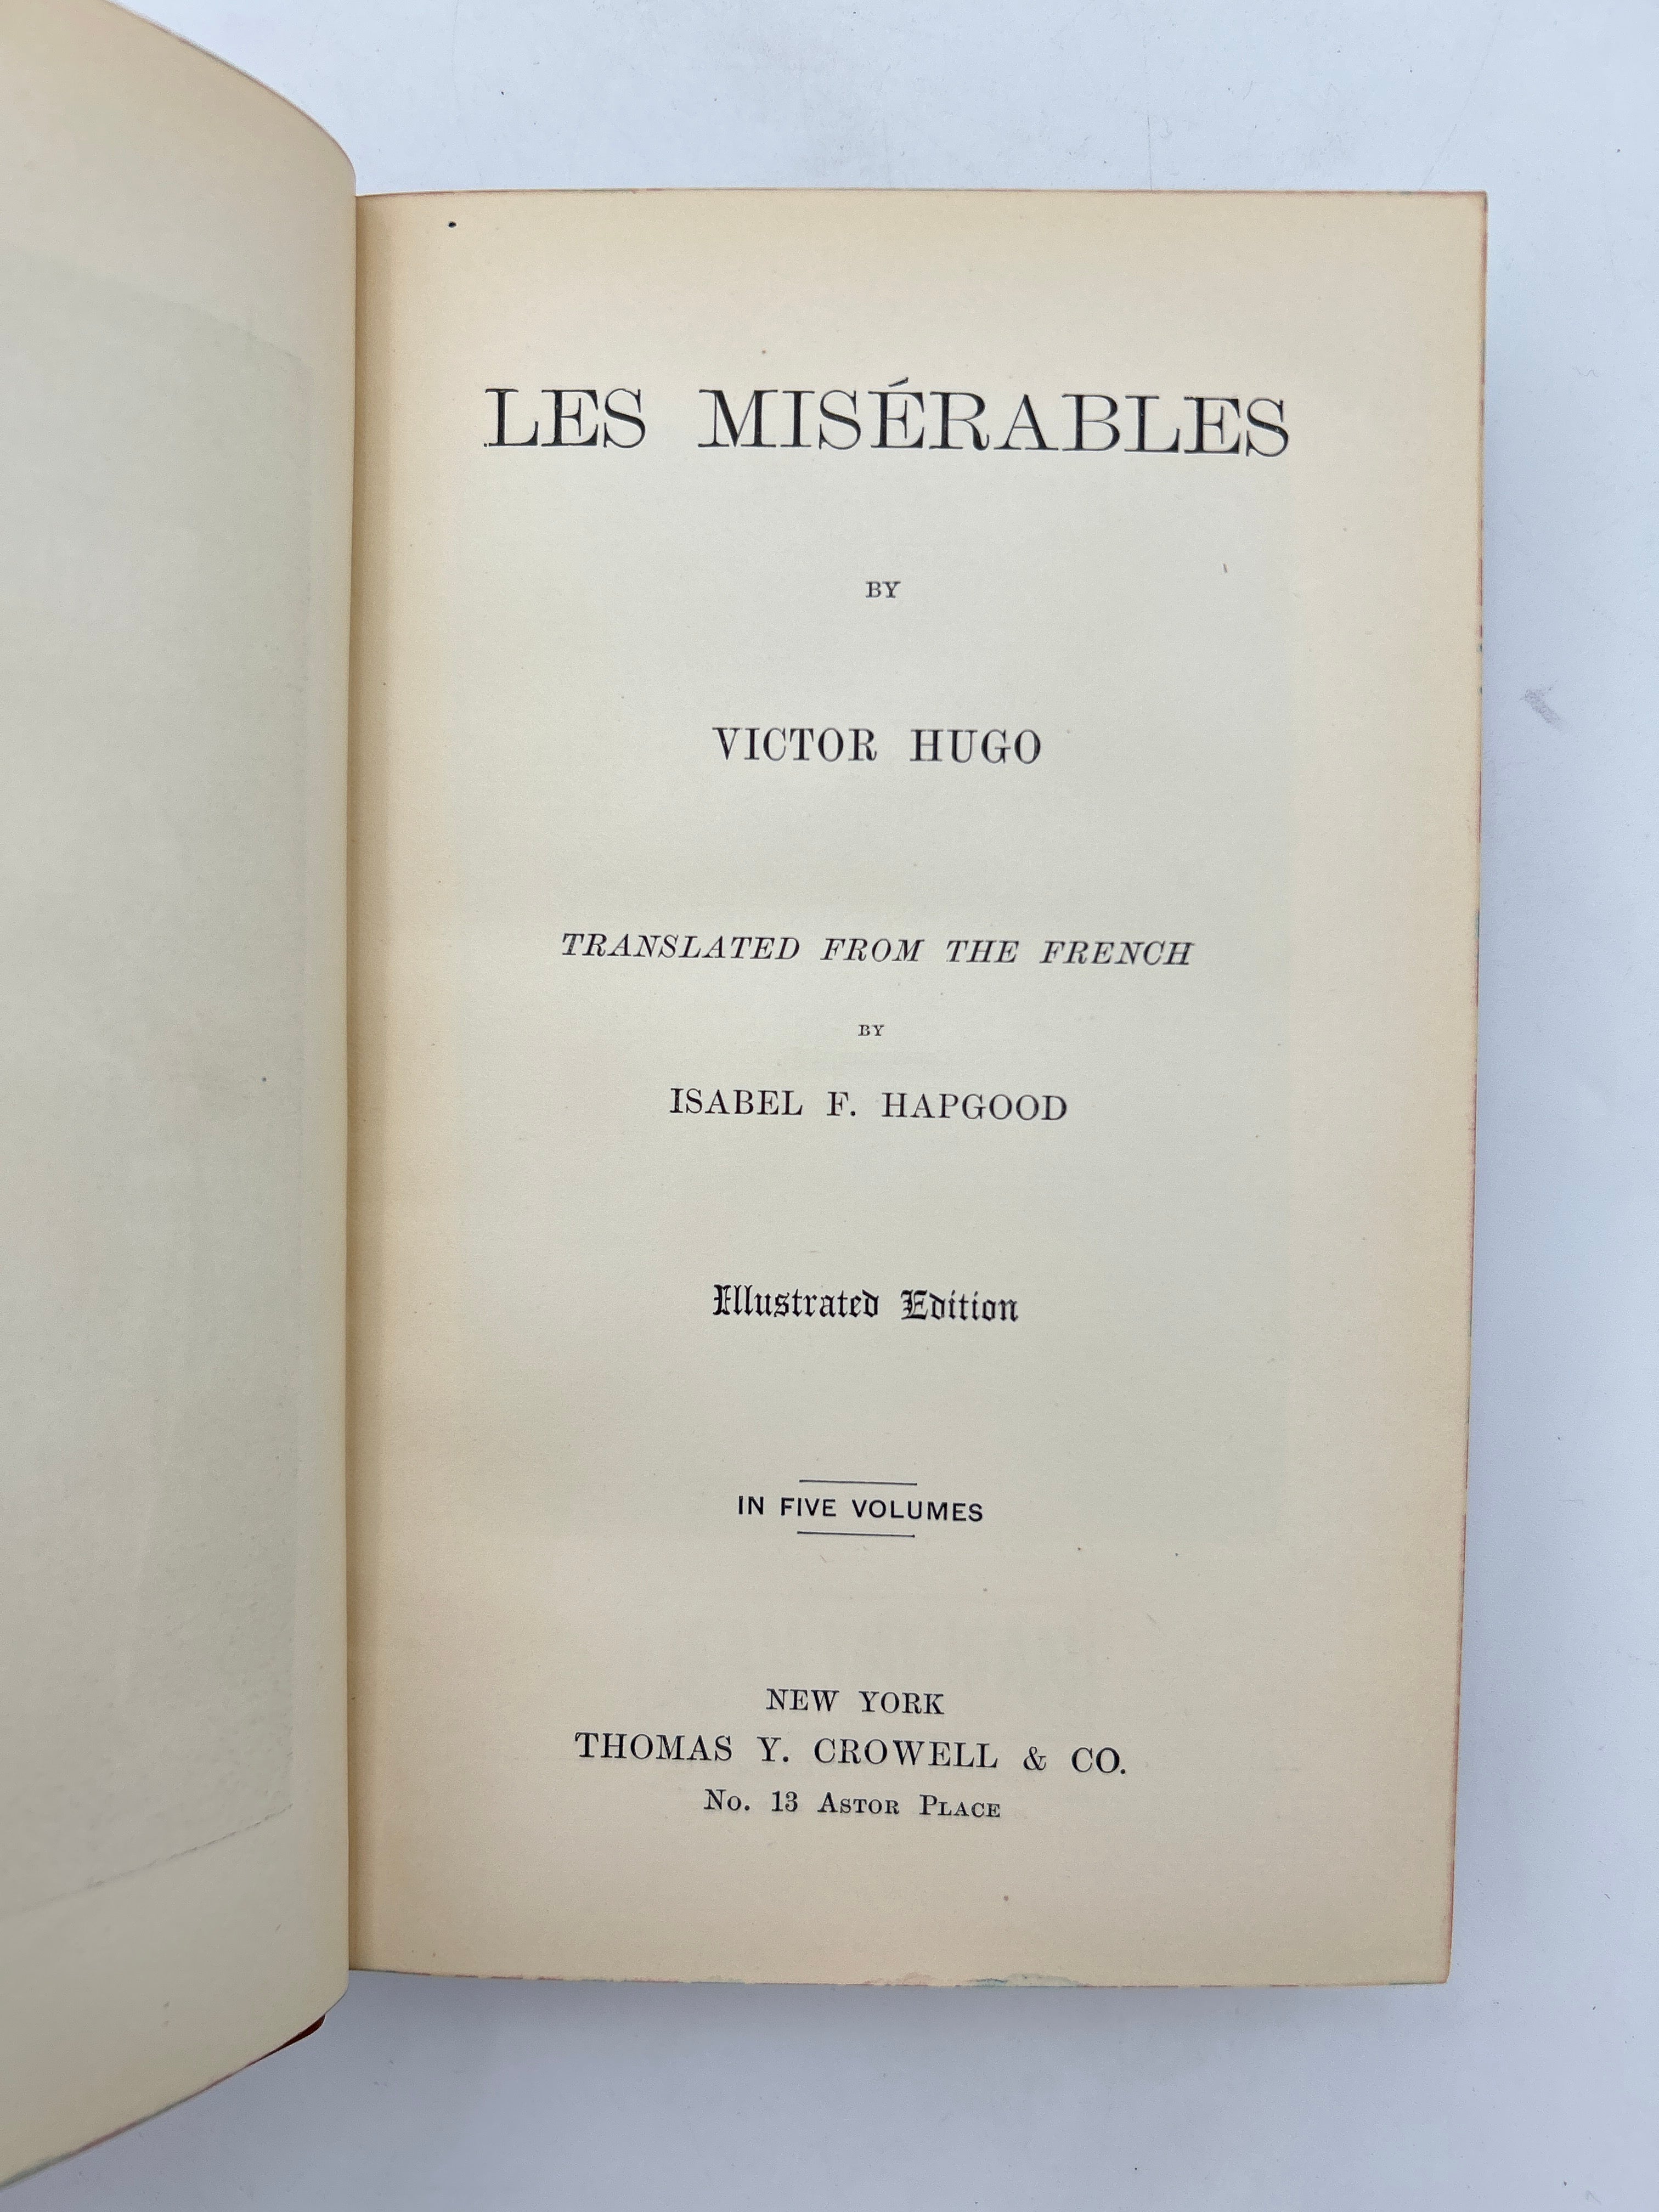 LES MISÉRABLES
BY
VICTOR HUGO
TRANSLATED FROM THE FRENCH
BY
ISABEL F. HAPGOOD
Illustrated Edition
IN FIVE VOLUMES
NEW YORK
THOMAS Y. CROWELL & CO.
No. 13 Astor Place